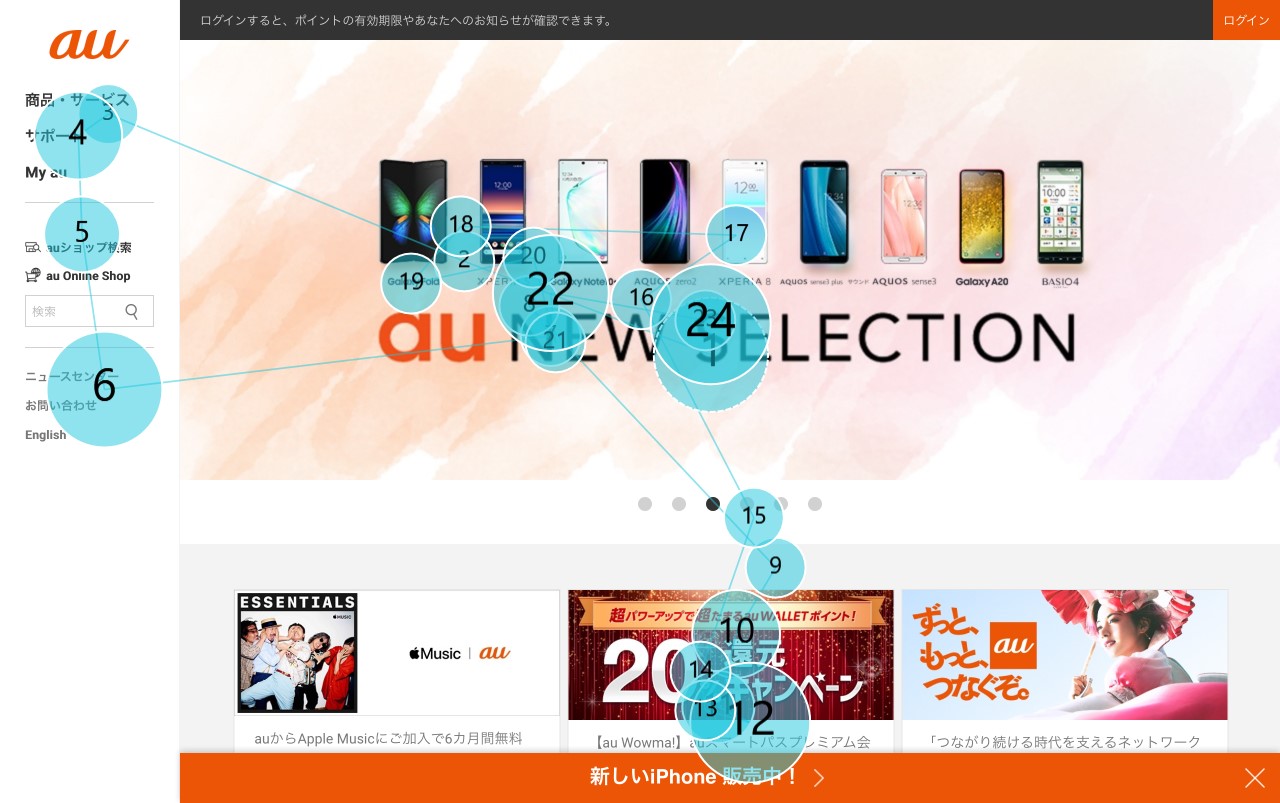 ログインすると、ポイントの有効期限やあなたへのお知らせが確認できます。
ログイン
au
商品・サービス
サポート
My au
auショップ検索
au Online Shop
検索
ニュースセンター
お問い合わせ
English
Galaxy Fold
Galaxy Note10+
AQUOS zero2
XPERIA 8
AQUOS sense3 plus サウンド
AQUOS sense3
Galaxy A20
BASIO4
au NEW SELECTION
1
2
3
4
5
6
8
9
10
12
13
14
15
16
17
18
19
20
21
22
24
ESSENTIALS
MUSIC
Music | au
auからApple Musicにご加入で6カ月間無料
超パワーアップで超たまるau WALLETポイント!
20 還元
キャンペーン
【au Wowma!】auスマートパスプレミアム会
ずっと、
もっと、
つなぐぞ。
au
「つながり続ける時代を支えるネットワーク
新しいiPhone 販売中！